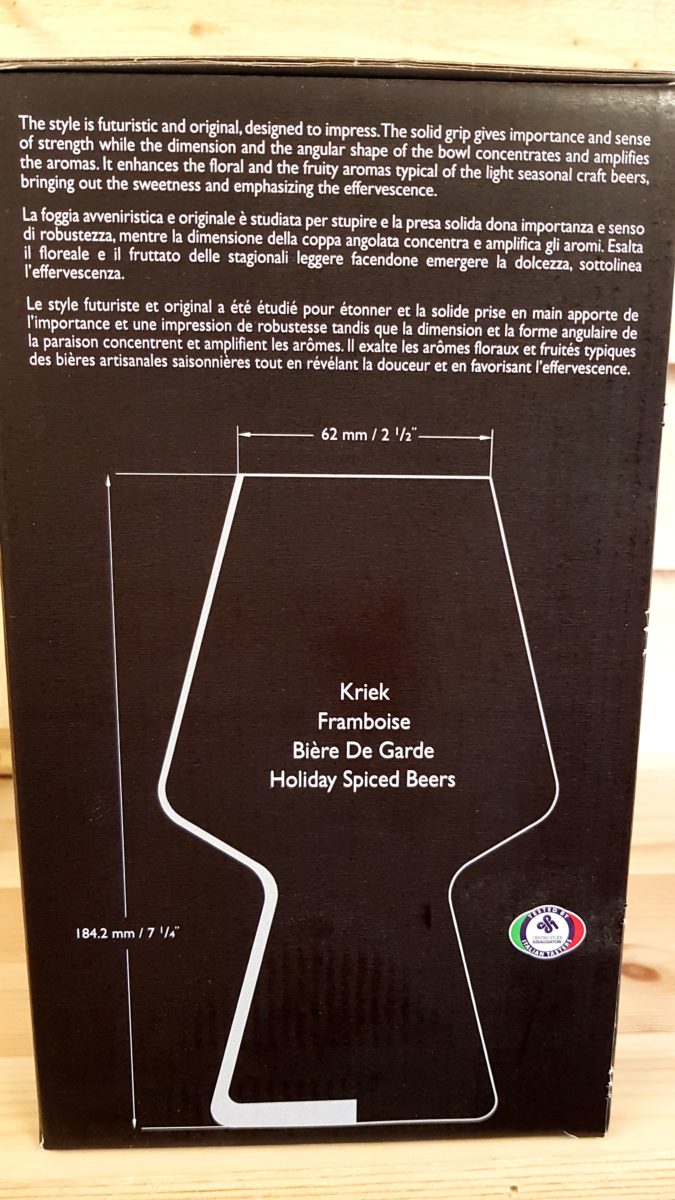 The style is futuristic and original, designed to impress. The solid grip gives importance and sense
of strength while the dimension and the angular shape of the bowl concentrates and amplifies
the aromas. It enhances the floral and the fruity aromas typical of the light seasonal craft beers,
bringing out the sweetness and emphasizing the effervescence.
La foggia avveniristica e originale è studiata per stupire e la presa solida dona importanza e senso
di robustezza, mentre la dimensione della coppa angolata concentra e amplifica gli aromi. Esalta
il floreale e il fruttato delle stagionali leggere facendone emergere la dolcezza, sottolinea
l'effervescenza.
Le style futuriste et original a été étudié pour étonner et la solide prise en main apporte de
l'importance et une impression de robustesse tandis que la dimension et la forme angulaire de
la paraison concentrent et amplifient les arômes. Il exalte les arômes floraux et fruités typiques
des bières artisanales saisonnières tout en révélant la douceur et en favorisant l'effervescence.
62 mm / 2 1/2"
Kriek
Framboise
Bière De Garde
Holiday Spiced Beers
184.2 mm / 7 1/4"
TESTED BY
CENTRO STUDI
ASSAGGIATORI
ITALIAN TASTERS